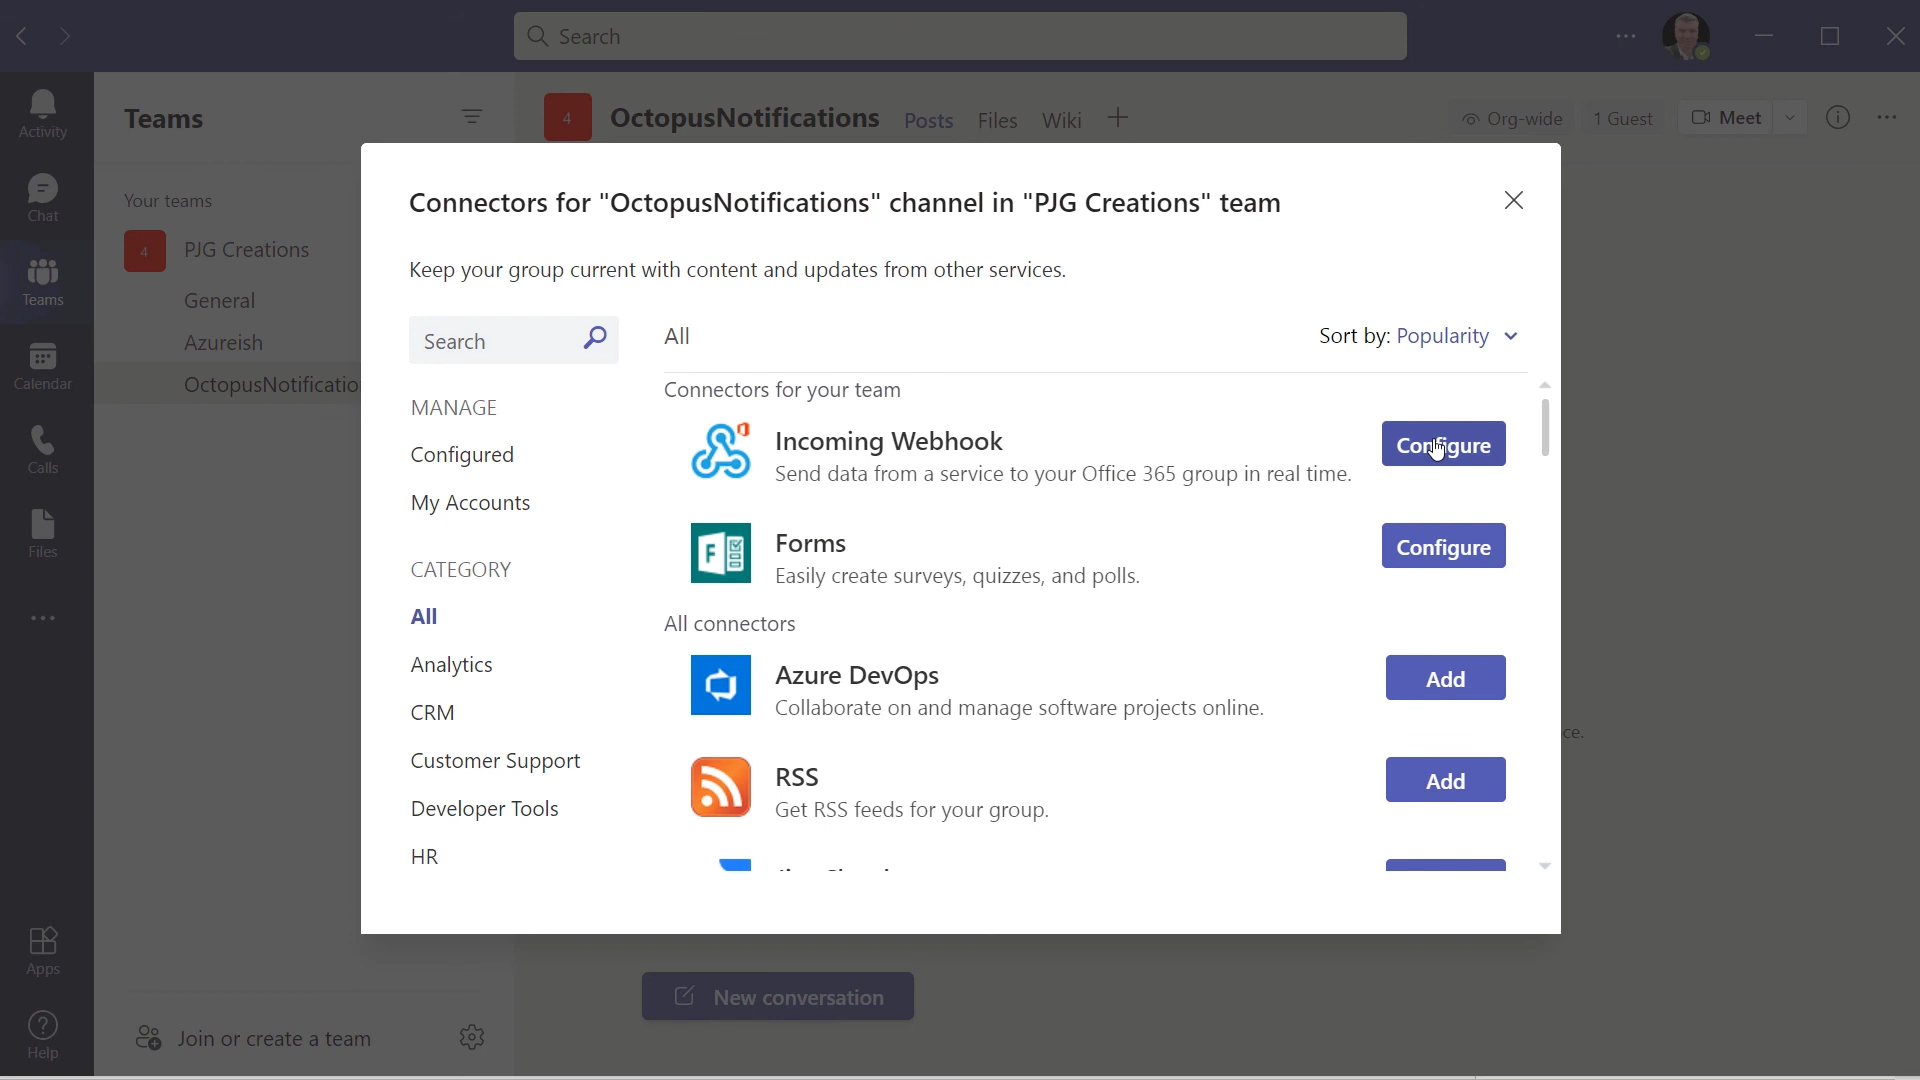 Search
Activity
Chat
Teams
Calendar
Calls
Files
Apps
Help
Teams
Your teams
4
PJG Creations
General
Azureish
OctopusNotificatio
Join or create a team
4
OctopusNotifications
Posts
Files
Wiki
Org-wide
1 Guest
Meet
Connectors for "OctopusNotifications" channel in "PJG Creations" team
Keep your group current with content and updates from other services.
Search
MANAGE
Configured
My Accounts
CATEGORY
All
Analytics
CRM
Customer Support
Developer Tools
HR
All
Sort by: Popularity
Connectors for your team
Incoming Webhook
Send data from a service to your Office 365 group in real time.
Configure
Forms
Easily create surveys, quizzes, and polls.
Configure
All connectors
Azure DevOps
Collaborate on and manage software projects online.
Add
RSS
Get RSS feeds for your group.
Add
ce.
New conversation